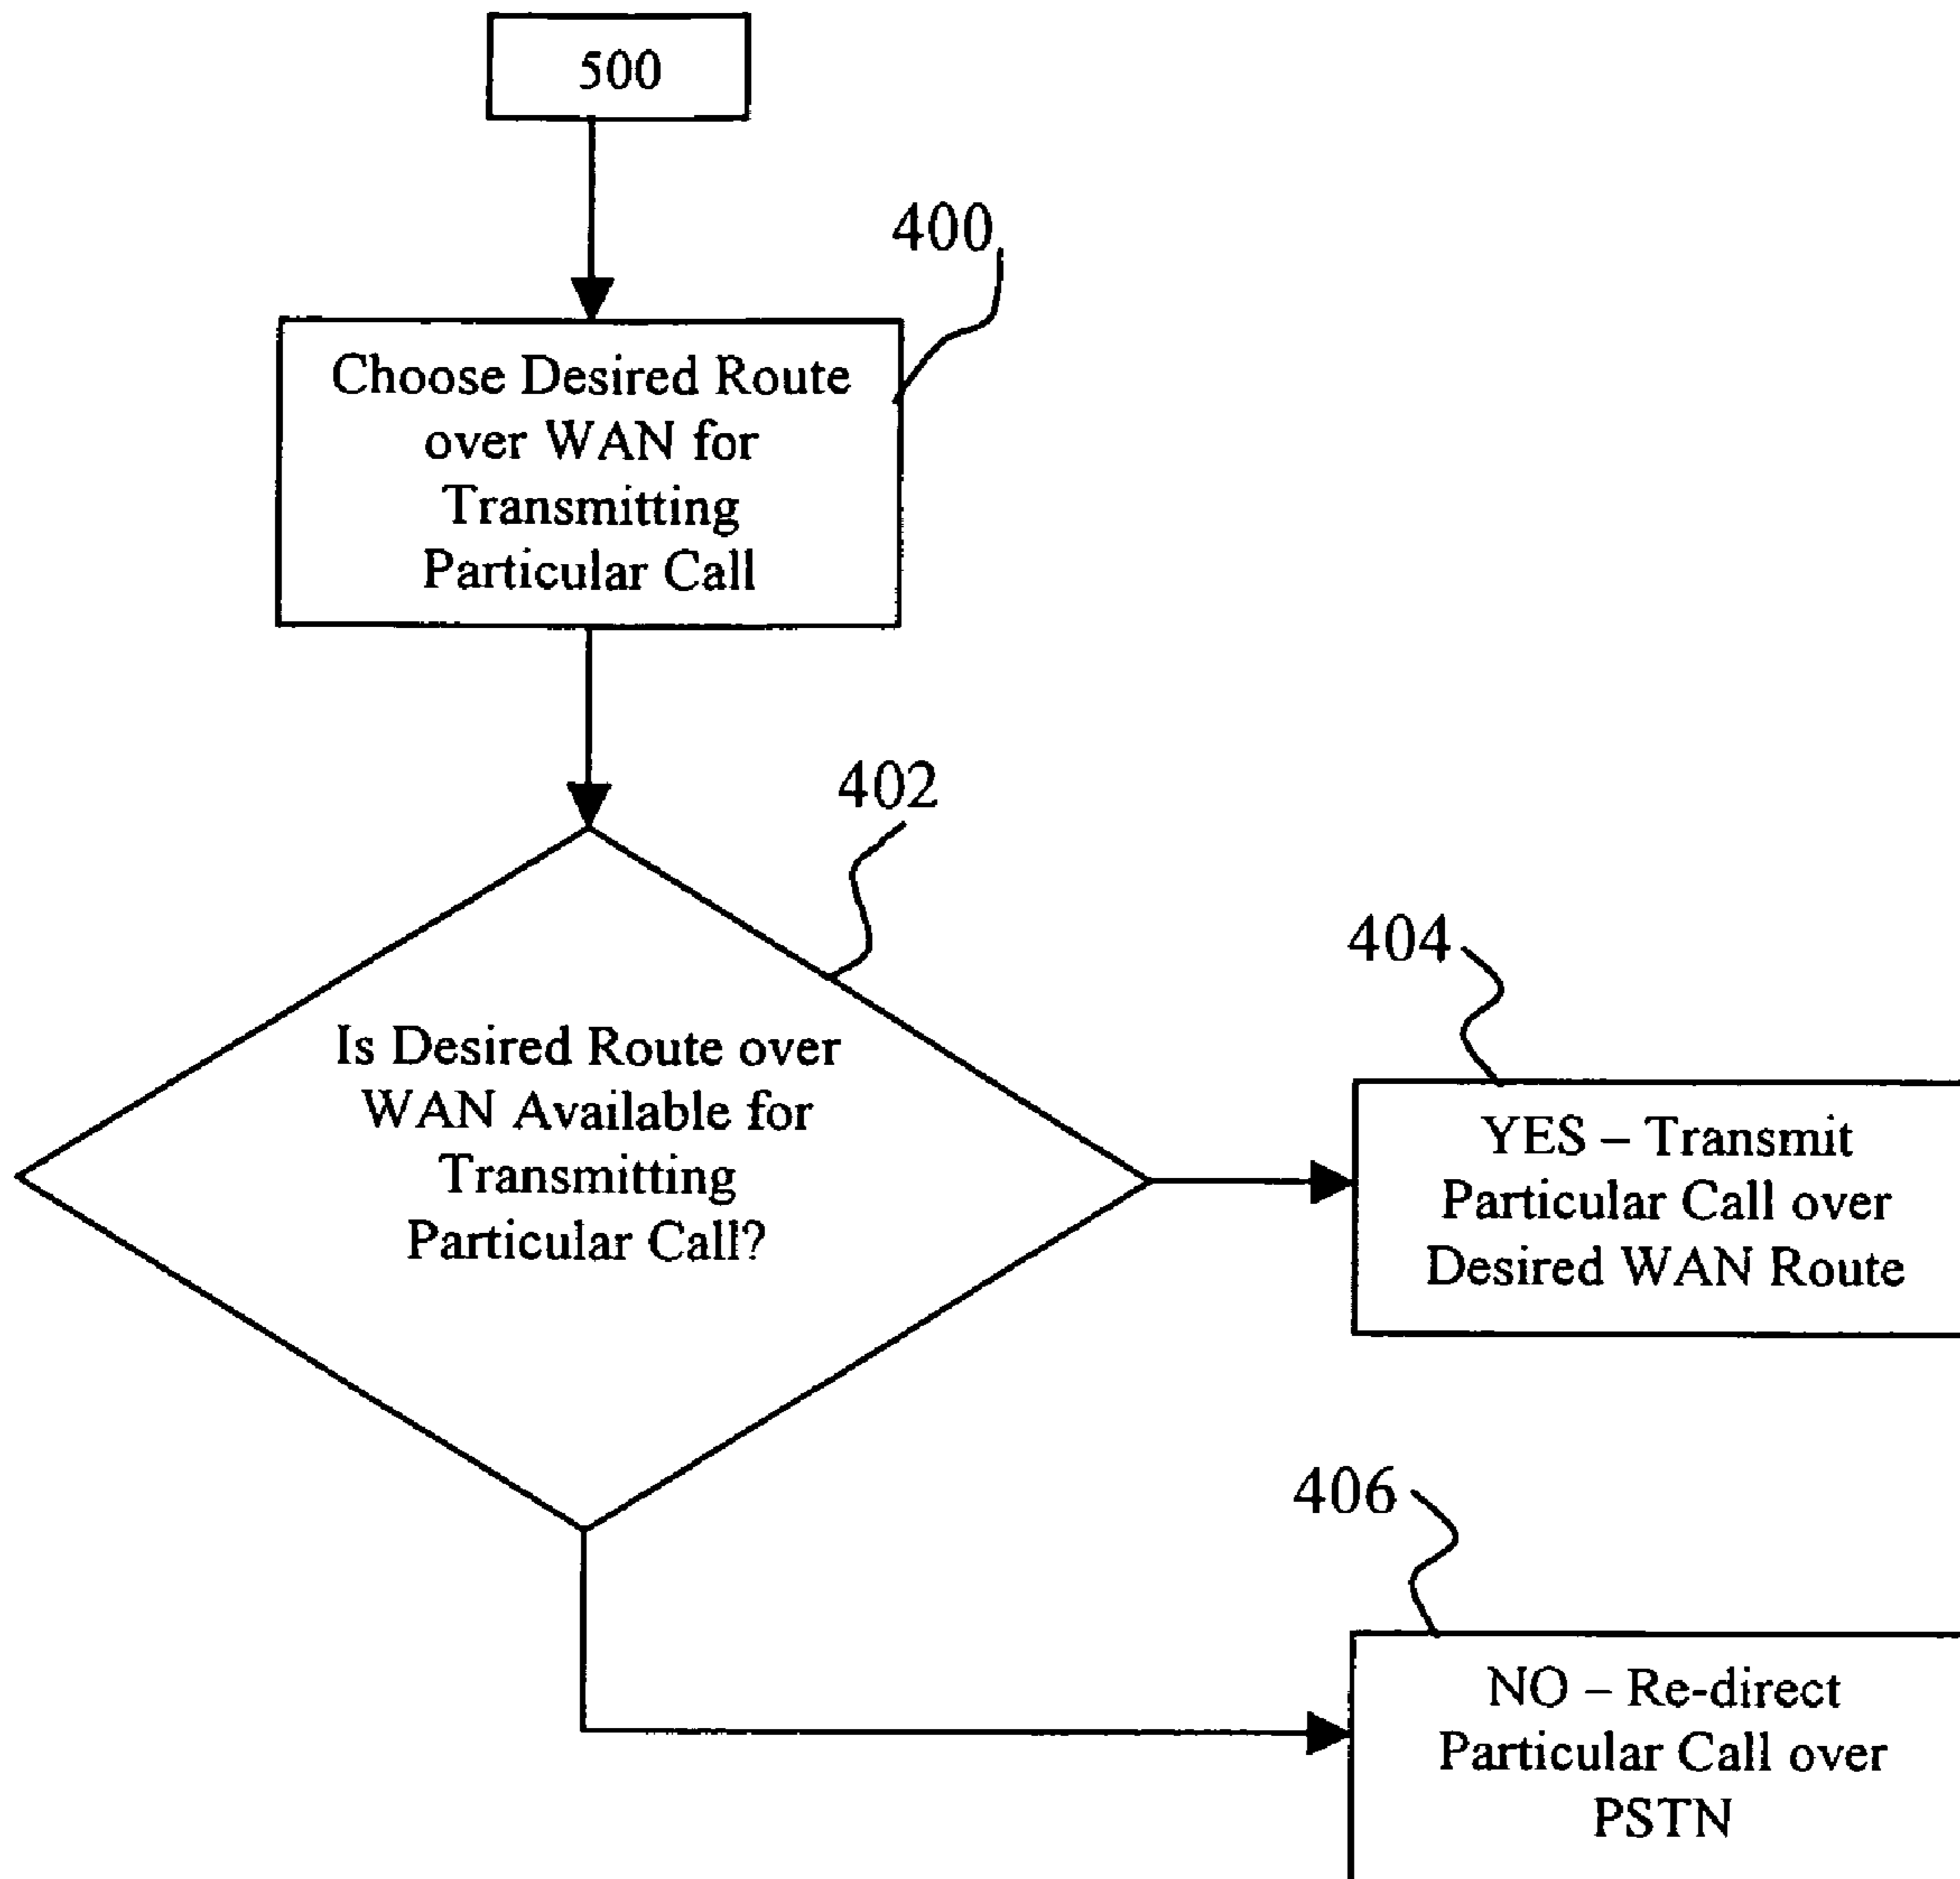 500
400
Choose Desired Route
over WAN for
Transmitting
Particular Call
402
Is Desired Route over
WAN Available for
Transmitting
Particular Call?
404
YES – Transmit
Particular Call over
Desired WAN Route
406
NO – Re-direct
Particular Call over
PSTN